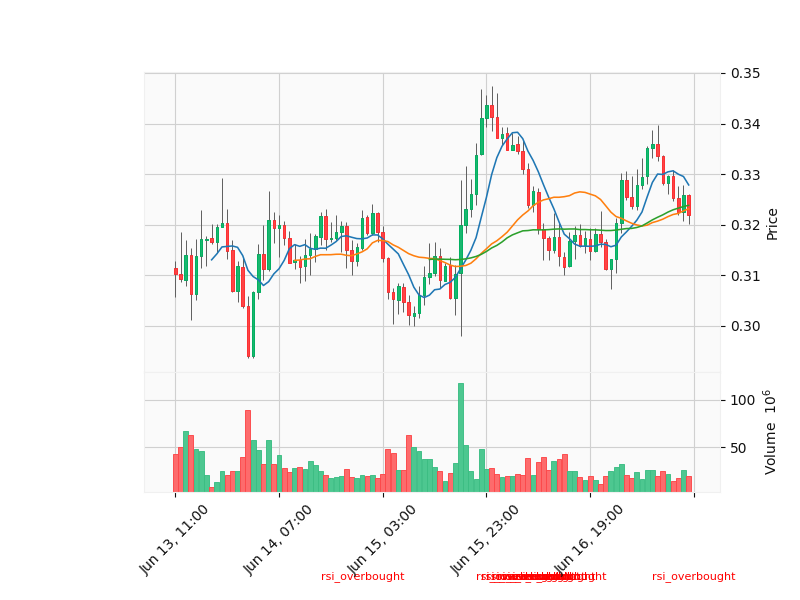 0.35
0.34
0.33
0.32
0.31
0.30
Price
100
50
Volume 10^6
Jun 13, 11:00
Jun 14, 07:00
Jun 15, 03:00
Jun 15, 23:00
Jun 16, 19:00
rsi_overbought
rsi_overbought